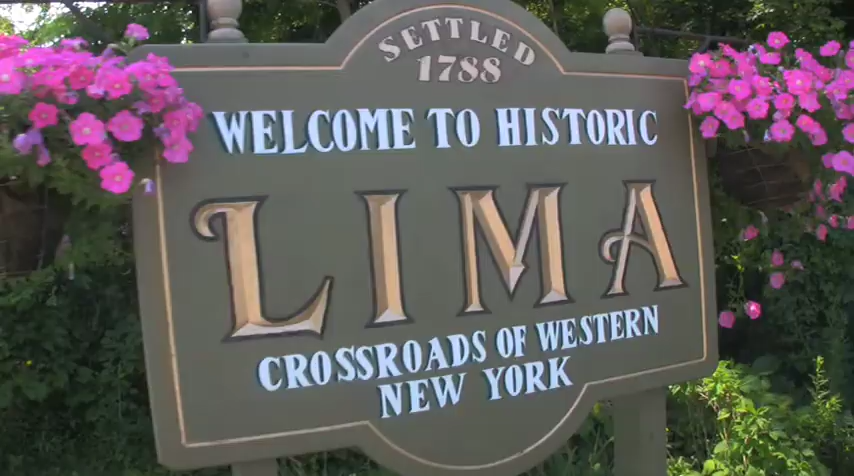 SETTLED
1788
WELCOME TO HISTORIC
LIMA
CROSSROADS OF WESTERN
NEW YORK